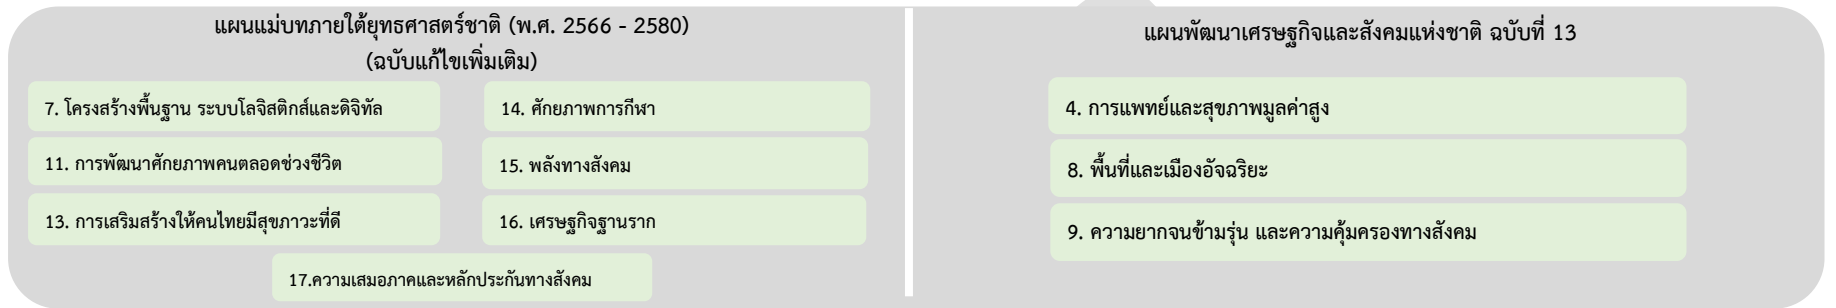 แผนแม่บทภายใต้ยุทธศาสตร์ชาติ (พ.ศ. 2566 - 2580)
(ฉบับแก้ไขเพิ่มเติม)
7. โครงสร้างพื้นฐาน ระบบโลจิสติกส์และดิจิทัล
14. ศักยภาพการกีฬา
11. การพัฒนาศักยภาพคนตลอดช่วงชีวิต
15. พลังทางสังคม
13. การเสริมสร้างให้คนไทยมีสุขภาวะที่ดี
16. เศรษฐกิจฐานราก
17.ความเสมอภาคและหลักประกันทางสังคม
แผนพัฒนาเศรษฐกิจและสังคมแห่งชาติ ฉบับที่ 13
4. การแพทย์และสุขภาพมูลค่าสูง
8. พื้นที่และเมืองอัจฉริยะ
9. ความยากจนข้ามรุ่น และความคุ้มครองทางสังคม